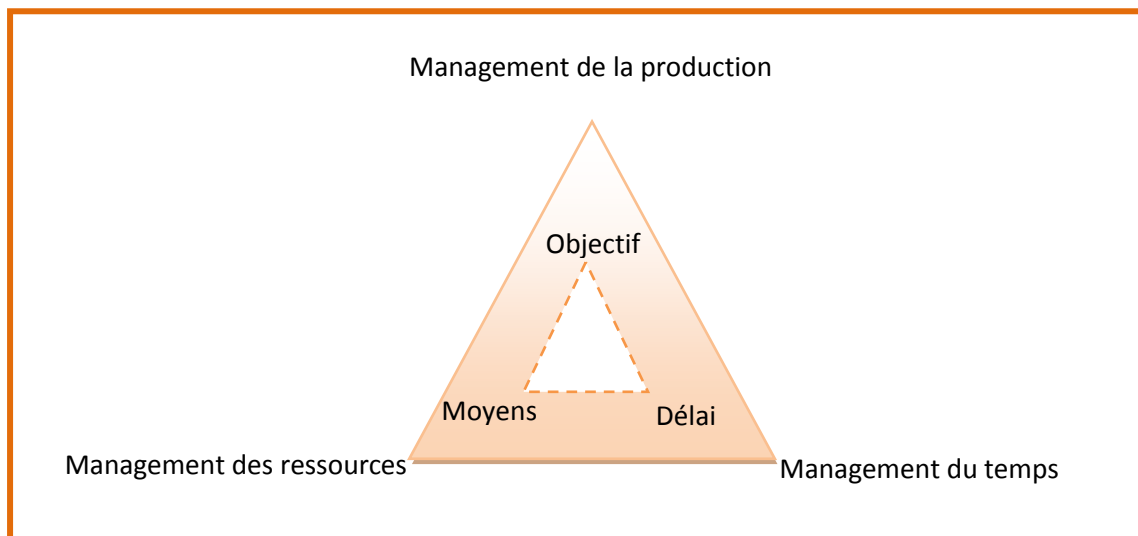 Management de la production
Objectif
Moyens
Délai
Management des ressources
Management du temps